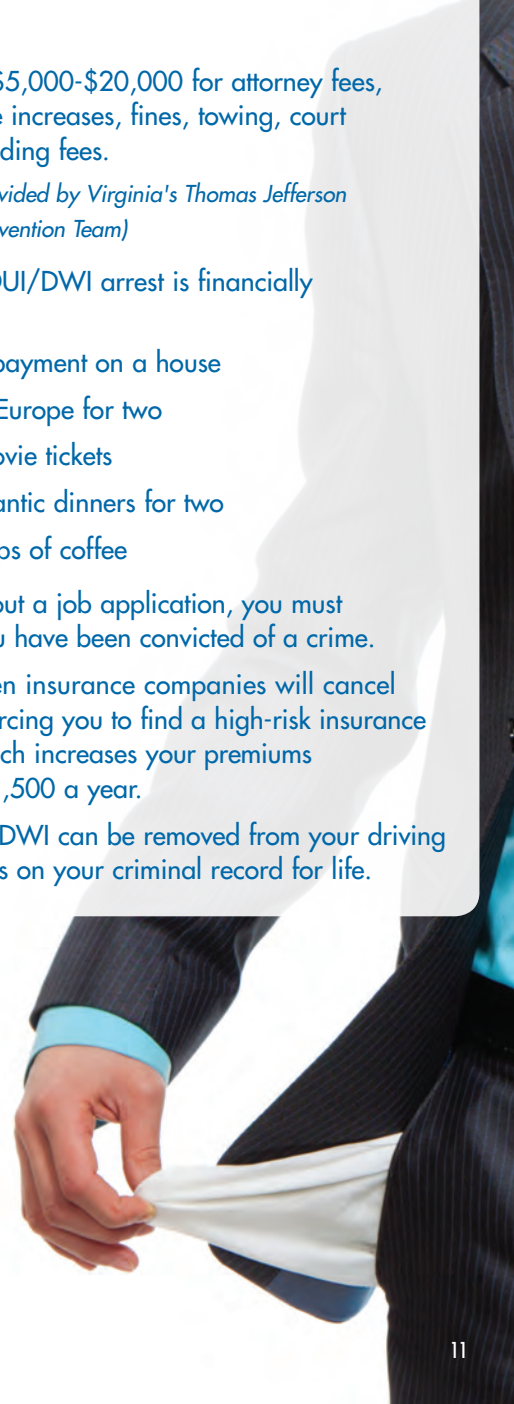 $5,000-$20,000 for attorney fees,
increases, fines, towing, court
ding fees.
vided by Virginia's Thomas Jefferson
vention Team)
UI/DWI arrest is financially
payment on a house
Europe for two
ovie tickets
antic dinners for two
ps of coffee
out a job application, you must
u have been convicted of a crime.
en insurance companies will cancel
rcing you to find a high-risk insurance
ch increases your premiums
,500 a year.
DWI can be removed from your driving
s on your criminal record for life.
11